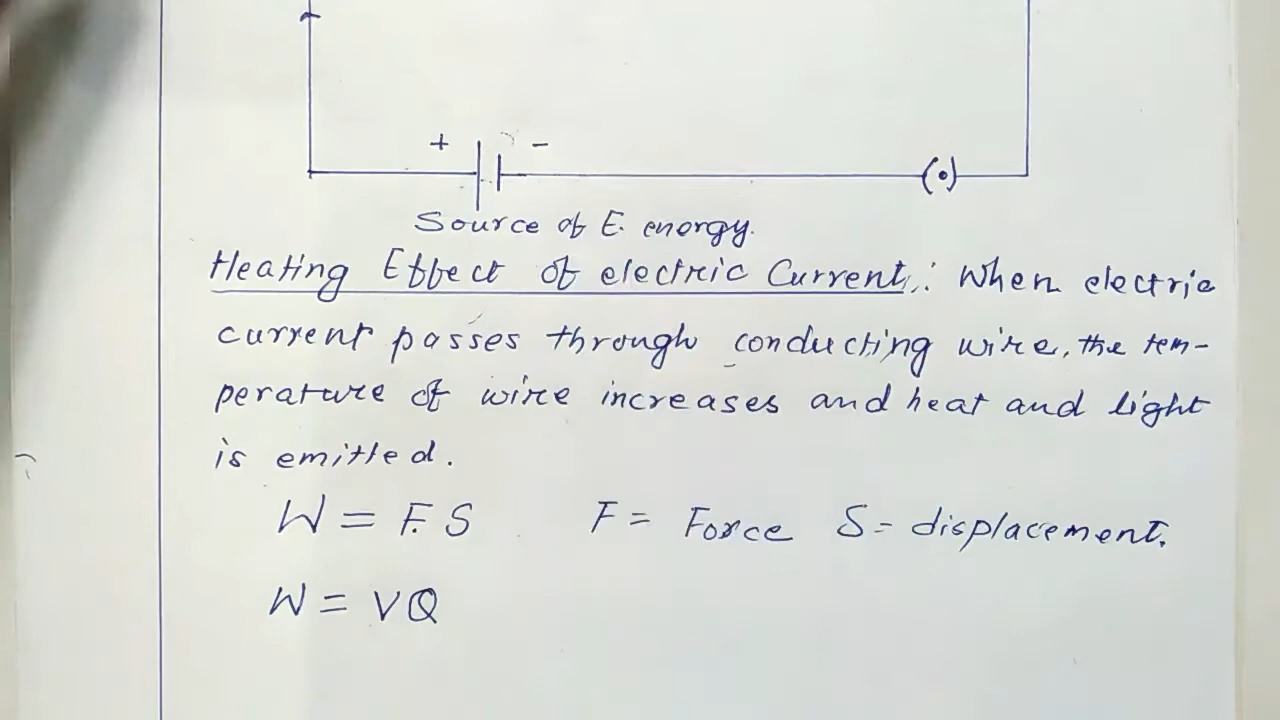 + -
Source of E. energy.
Heating Effect of electric Current.: When electric
current passes through conducting wire, the tem-
perature of wire increases and heat and light
is emitted.
W = F.S F = Force S = displacement.
W = VQ